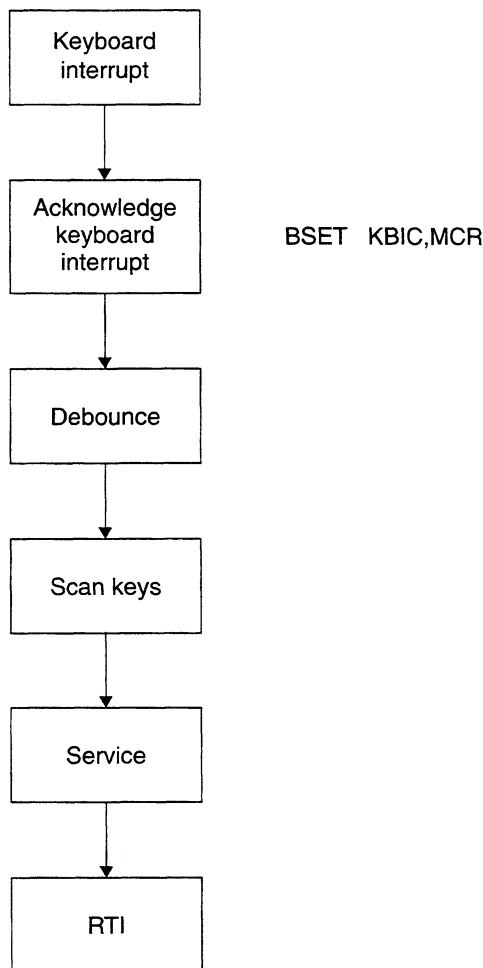 Keyboard
interrupt
Acknowledge
keyboard
interrupt
BSET KBIC,MCR
Debounce
Scan keys
Service
RTI